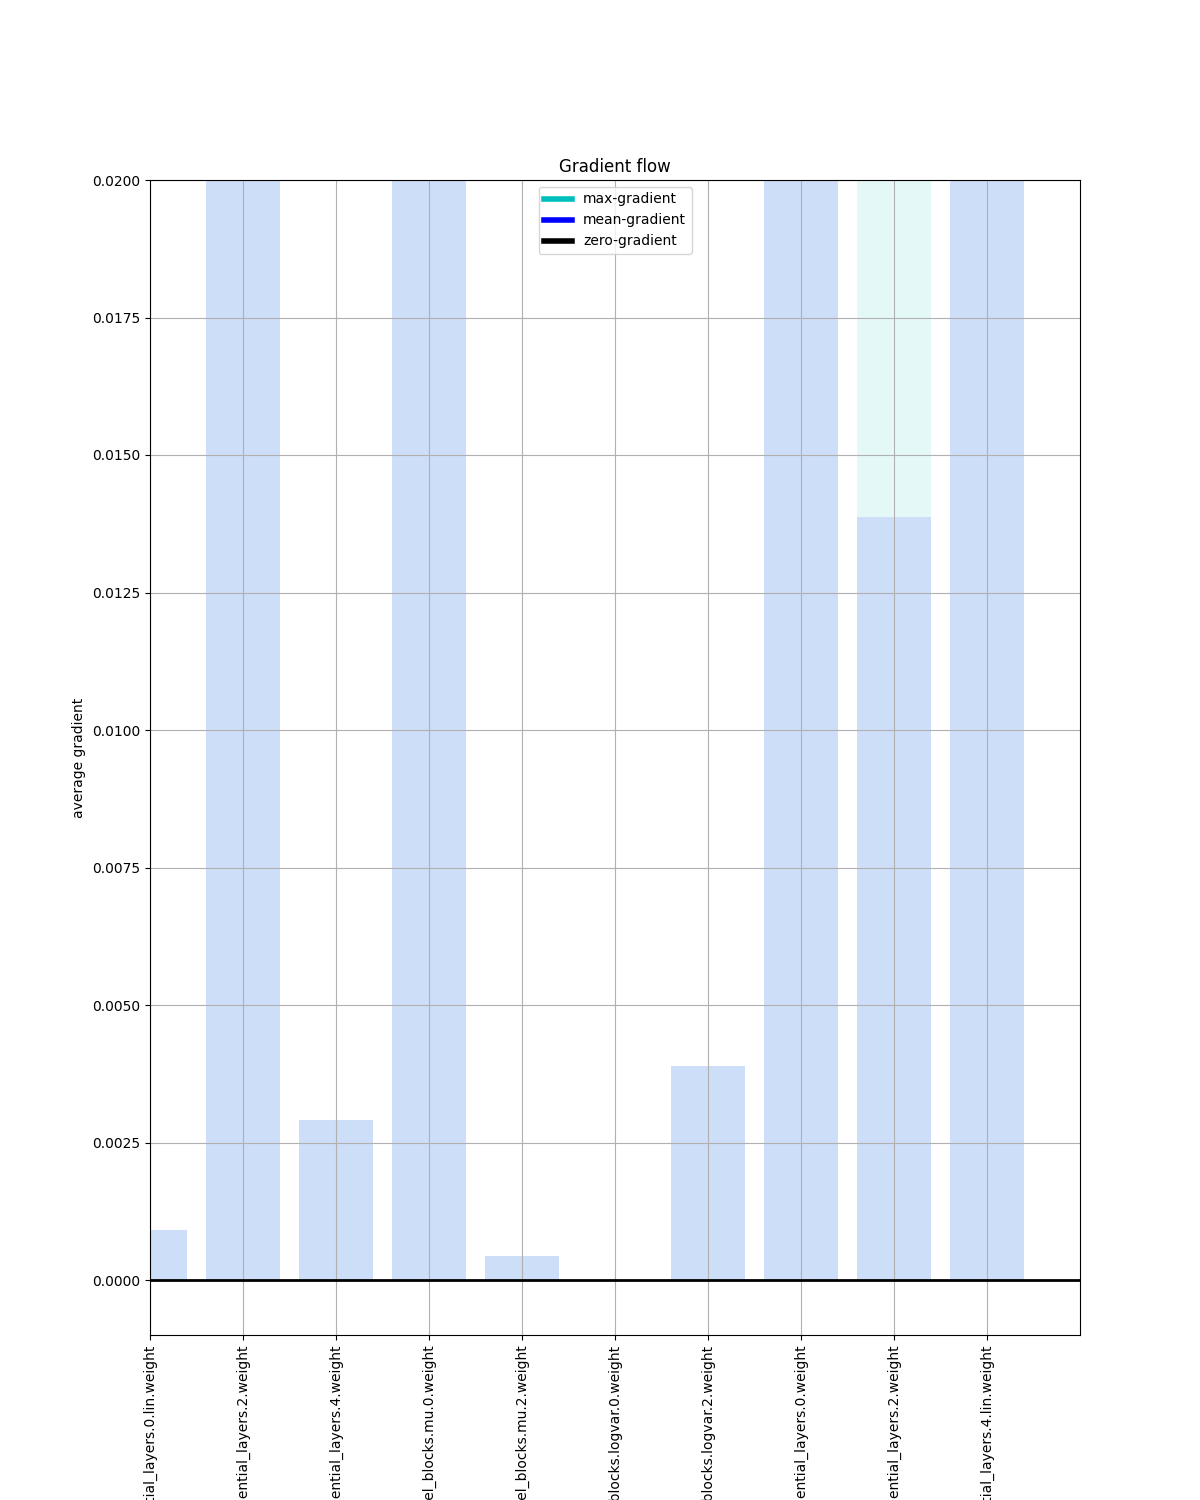 Gradient flow
max-gradient
mean-gradient
zero-gradient
0.0200
0.0175
0.0150
0.0125
0.0100
0.0075
0.0050
0.0025
0.0000
average gradient
tial_layers.0.lin.weight
ential_layers.2.weight
ential_layers.4.weight
el_blocks.mu.0.weight
el_blocks.mu.2.weight
blocks.logvar.0.weight
blocks.logvar.2.weight
ential_layers.0.weight
ential_layers.2.weight
tial_layers.4.lin.weight